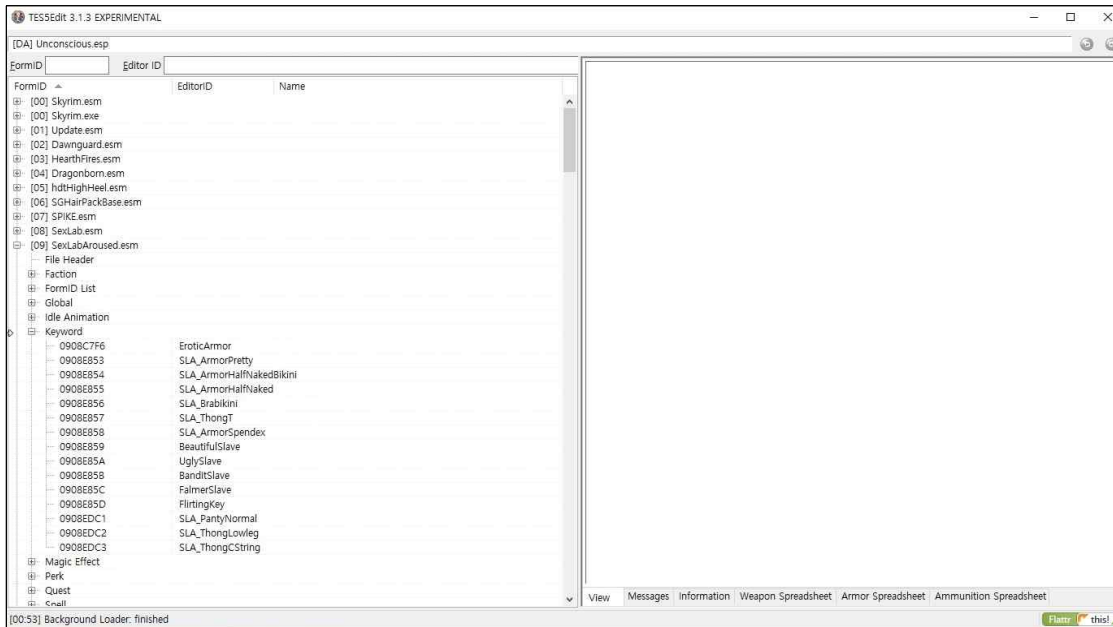 TES5Edit 3.1.3 EXPERIMENTAL
[DA] Unconscious.esp
FormID Editor ID
FormID EditorID Name
[00] Skyrim.esm
[00] Skyrim.exe
[01] Update.esm
[02] Dawnguard.esm
[03] HearthFires.esm
[04] Dragonborn.esm
[05] hdtHighHeel.esm
[06] SGHairPackBase.esm
[07] SPIKE.esm
[08] SexLab.esm
[09] SexLabAroused.esm
File Header
Faction
FormID List
Global
Idle Animation
Keyword
0908C7F6 EroticArmor
0908E853 SLA_ArmorPretty
0908E854 SLA_ArmorHalfNakedBikini
0908E855 SLA_ArmorHalfNaked
0908E856 SLA_Brabikini
0908E857 SLA_ThongT
0908E858 SLA_ArmorSpendex
0908E859 BeautifulSlave
0908E85A UglySlave
0908E85B BanditSlave
0908E85C FalmerSlave
0908E85D FlirtingKey
0908EDC1 SLA_PantyNormal
0908EDC2 SLA_ThongLowleg
0908EDC3 SLA_ThongCString
Magic Effect
Perk
Quest
Spell
View Messages Information Weapon Spreadsheet Armor Spreadsheet Ammunition Spreadsheet
[00:53] Background Loader: finished
Flattr this!